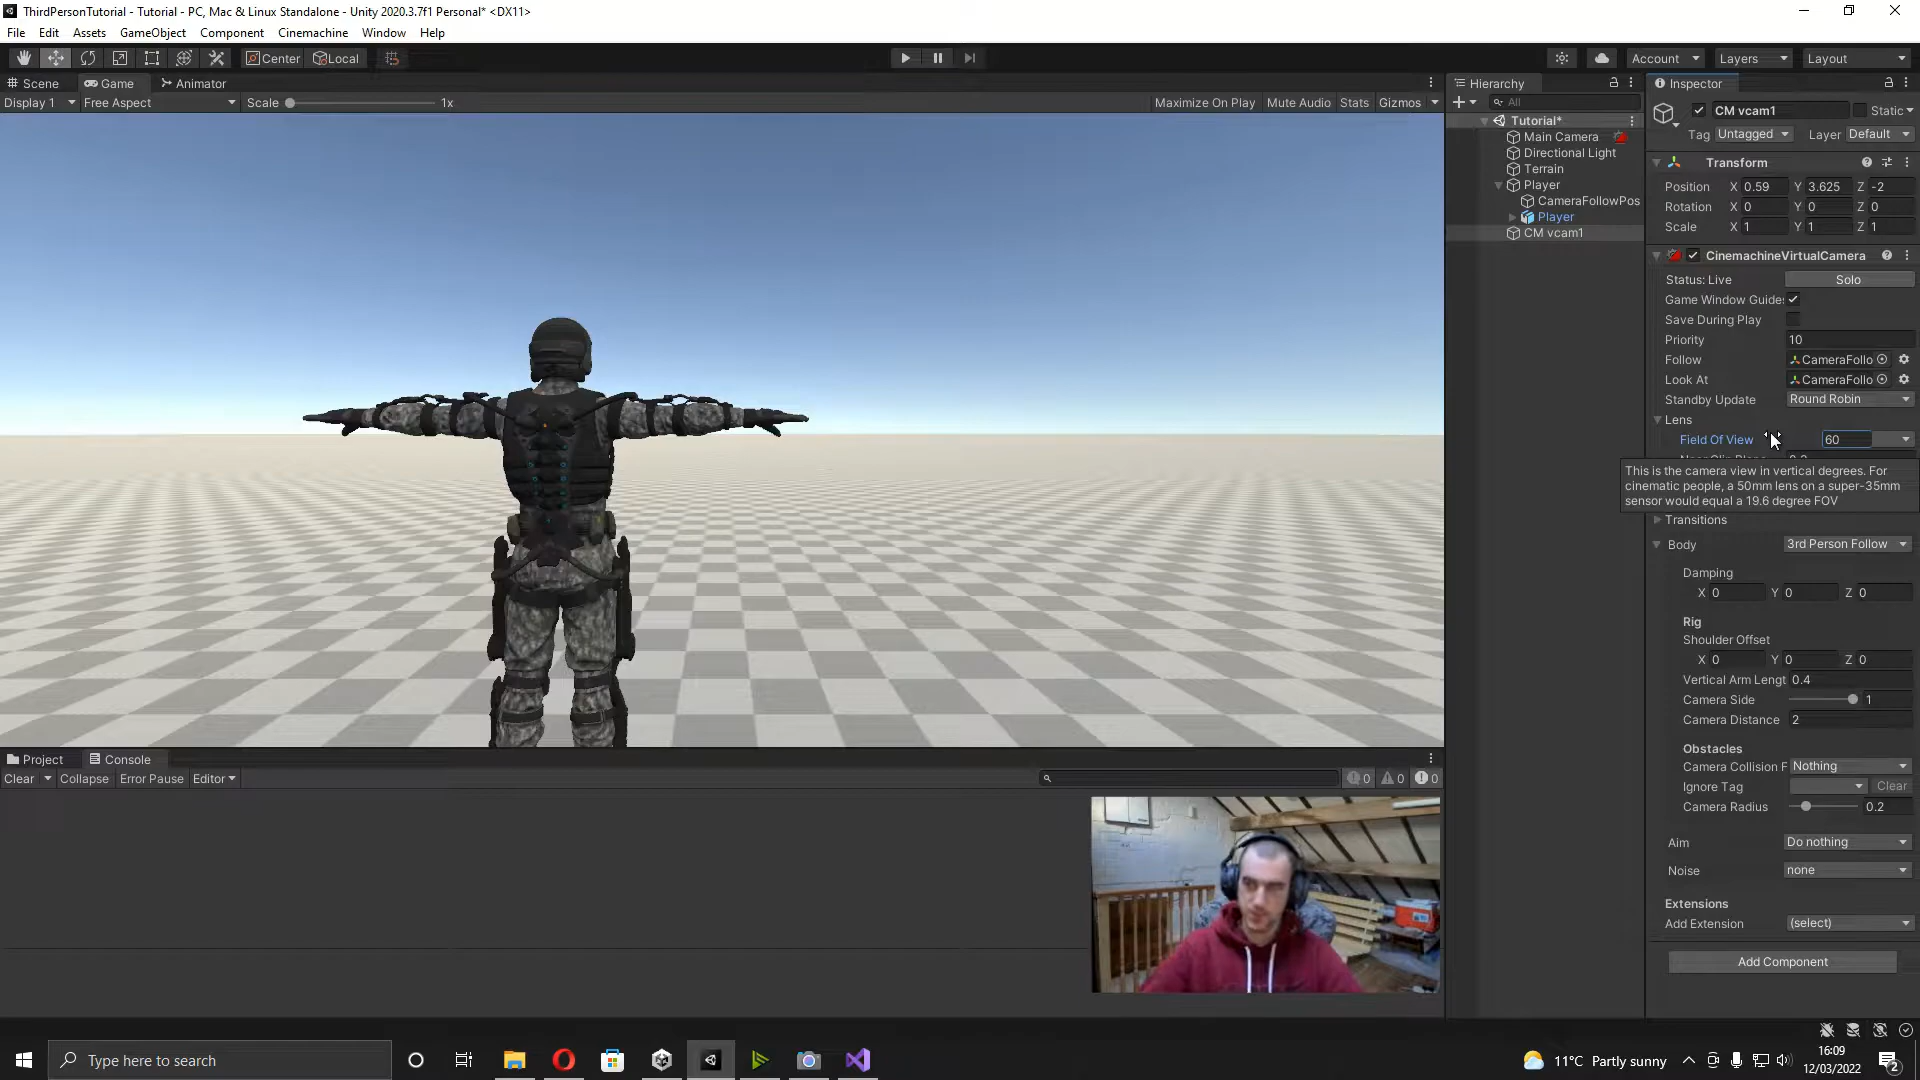 ThirdPersonTutorial - Tutorial - PC, Mac & Linux Standalone - Unity 2020.3.7f1 Personal* <DX11>
File Edit Assets GameObject Component Cinemachine Window Help
Center Local Account Layers Layout
Scene Game Animator
Display 1 Free Aspect Scale 1x Maximize On Play Mute Audio Stats Gizmos
Hierarchy
All
Tutorial*
Main Camera
Directional Light
Terrain
Player
CameraFollowPos
Player
CM vcam1
Inspector
CM vcam1 Static
Tag Untagged Layer Default
Transform
Position X 0.59 Y 3.625 Z -2
Rotation X 0 Y 0 Z 0
Scale X 1 Y 1 Z 1
CinemachineVirtualCamera
Status: Live Solo
Game Window Guides
Save During Play
Priority 10
Follow CameraFollo
Look At CameraFollo
Standby Update Round Robin
Lens
Field Of View 60
This is the camera view in vertical degrees. For
cinematic people, a 50mm lens on a super-35mm
sensor would equal a 19.6 degree FOV
Transitions
Body 3rd Person Follow
Damping
X 0 Y 0 Z 0
Rig
Shoulder Offset
X 0 Y 0 Z 0
Vertical Arm Lengt 0.4
Camera Side 1
Camera Distance 2
Obstacles
Camera Collision F Nothing
Ignore Tag Clear
Camera Radius 0.2
Aim Do nothing
Noise none
Extensions
Add Extension (select)
Add Component
Project Console
Clear Collapse Error Pause Editor 0 0 0
Type here to search
11°C Partly sunny
16:09
12/03/2022
2